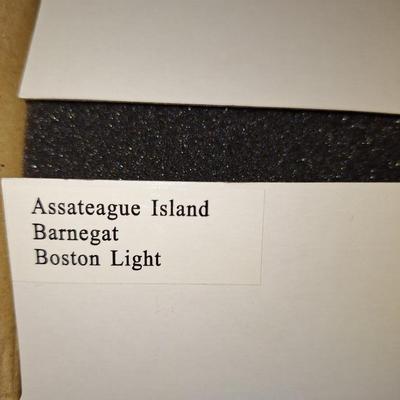 Assateague Island
Barnegat
Boston Light